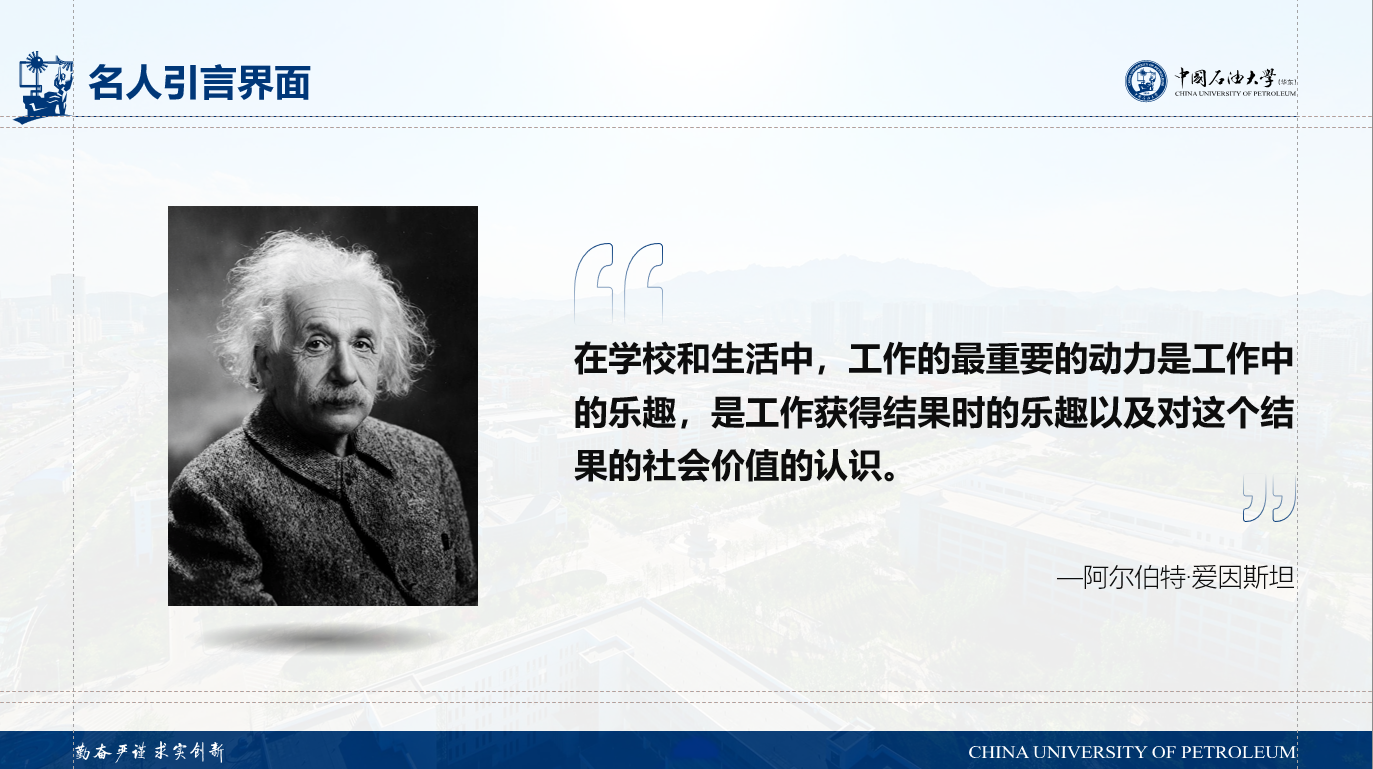 名人引言界面
中国石油大学(华东)
CHINA UNIVERSITY OF PETROLEUM
在学校和生活中，工作的最重要的动力是工作中
的乐趣，是工作获得结果时的乐趣以及对这个结
果的社会价值的认识。
—阿尔伯特·爱因斯坦
勤奋严谨 求实创新
CHINA UNIVERSITY OF PETROLEUM